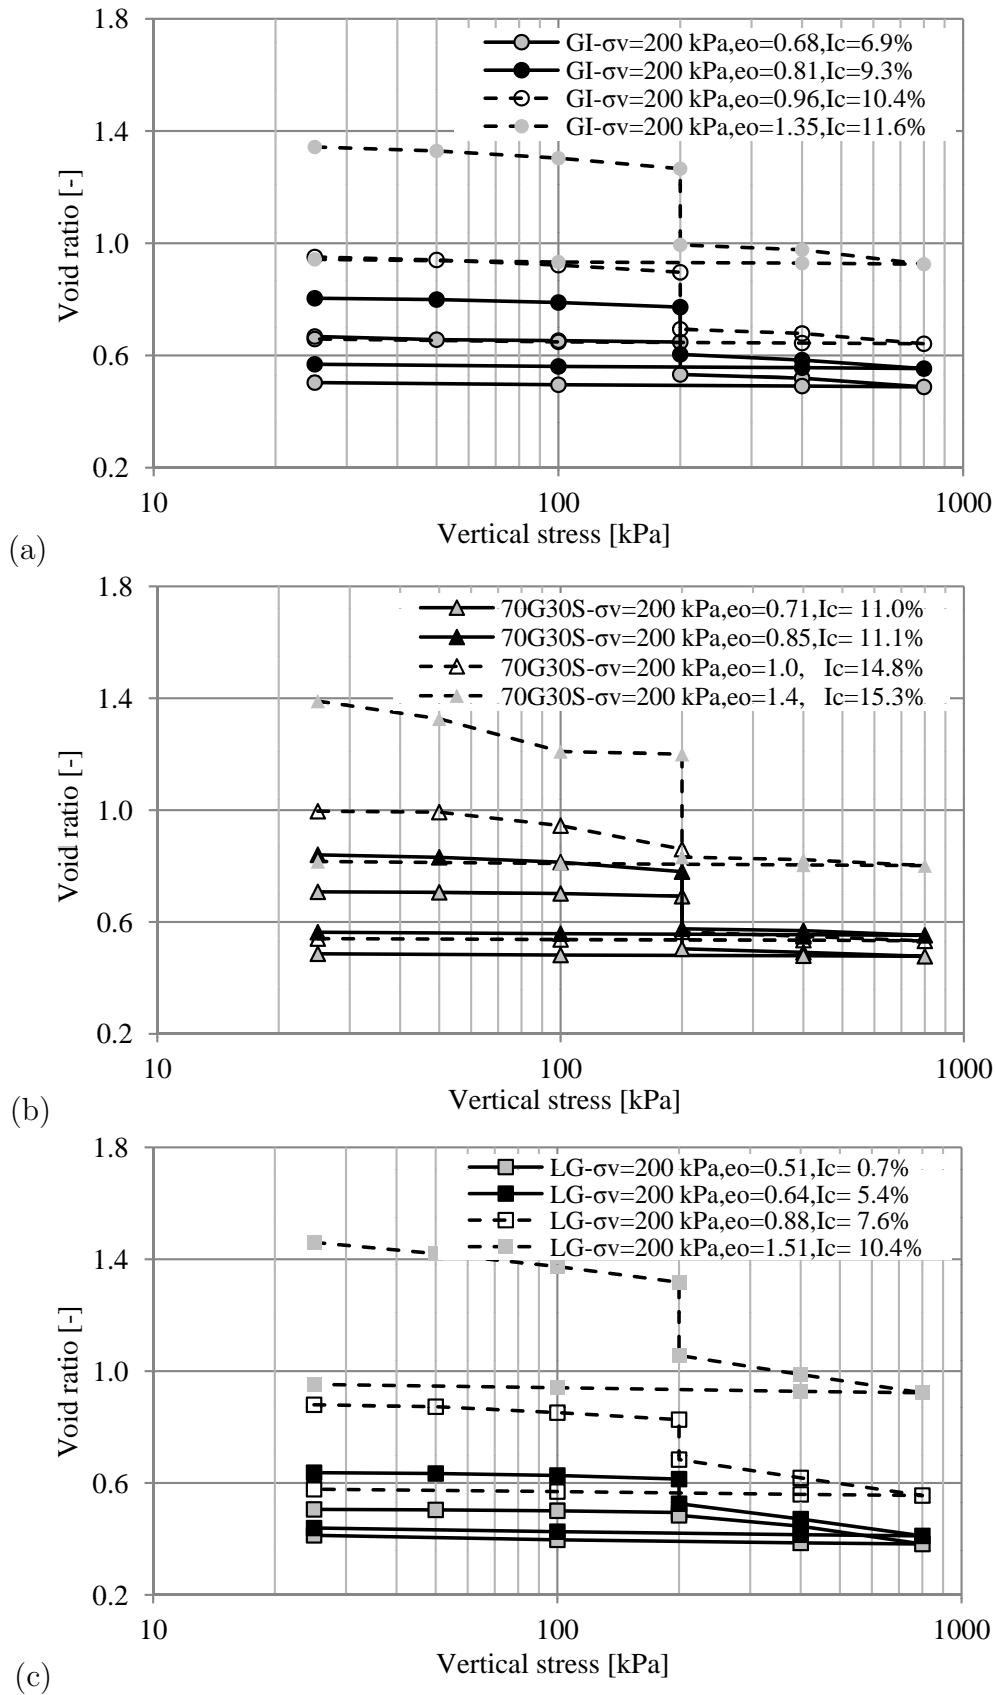 1.8
GI-σv=200 kPa,eo=0.68,Ic=6.9%
GI-σv=200 kPa,eo=0.81,Ic=9.3%
GI-σv=200 kPa,eo=0.96,Ic=10.4%
GI-σv=200 kPa,eo=1.35,Ic=11.6%
1.4
1.0
0.6
0.2
Void ratio [-]
10
100
1000
Vertical stress [kPa]
(a)
1.8
70G30S-σv=200 kPa,eo=0.71,Ic= 11.0%
70G30S-σv=200 kPa,eo=0.85,Ic= 11.1%
70G30S-σv=200 kPa,eo=1.0, Ic=14.8%
70G30S-σv=200 kPa,eo=1.4, Ic=15.3%
1.4
1.0
0.6
0.2
Void ratio [-]
10
100
1000
Vertical stress [kPa]
(b)
1.8
LG-σv=200 kPa,eo=0.51,Ic= 0.7%
LG-σv=200 kPa,eo=0.64,Ic= 5.4%
LG-σv=200 kPa,eo=0.88,Ic= 7.6%
LG-σv=200 kPa,eo=1.51,Ic= 10.4%
1.4
1.0
0.6
0.2
Void ratio [-]
10
100
1000
Vertical stress [kPa]
(c)